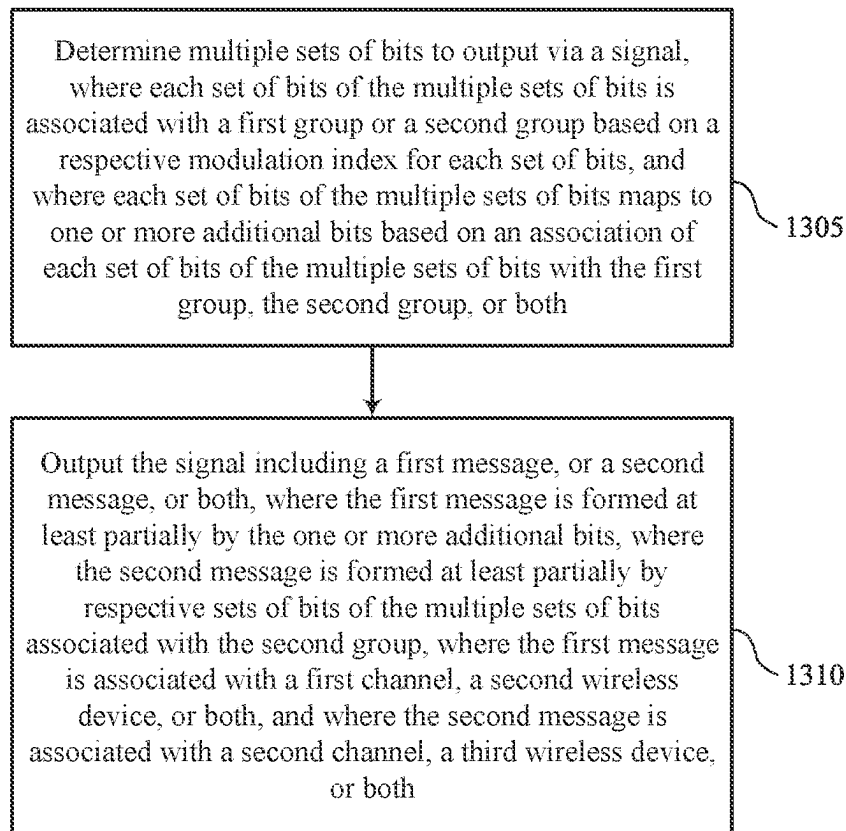 Determine multiple sets of bits to output via a signal,
where each set of bits of the multiple sets of bits is
associated with a first group or a second group based on a
respective modulation index for each set of bits, and
where each set of bits of the multiple sets of bits maps to
one or more additional bits based on an association of
each set of bits of the multiple sets of bits with the first
group, the second group, or both
1305
Output the signal including a first message, or a second
message, or both, where the first message is formed at
least partially by the one or more additional bits, where
the second message is formed at least partially by
respective sets of bits of the multiple sets of bits
associated with the second group, where the first message
is associated with a first channel, a second wireless
device, or both, and where the second message is
associated with a second channel, a third wireless device,
or both
1310